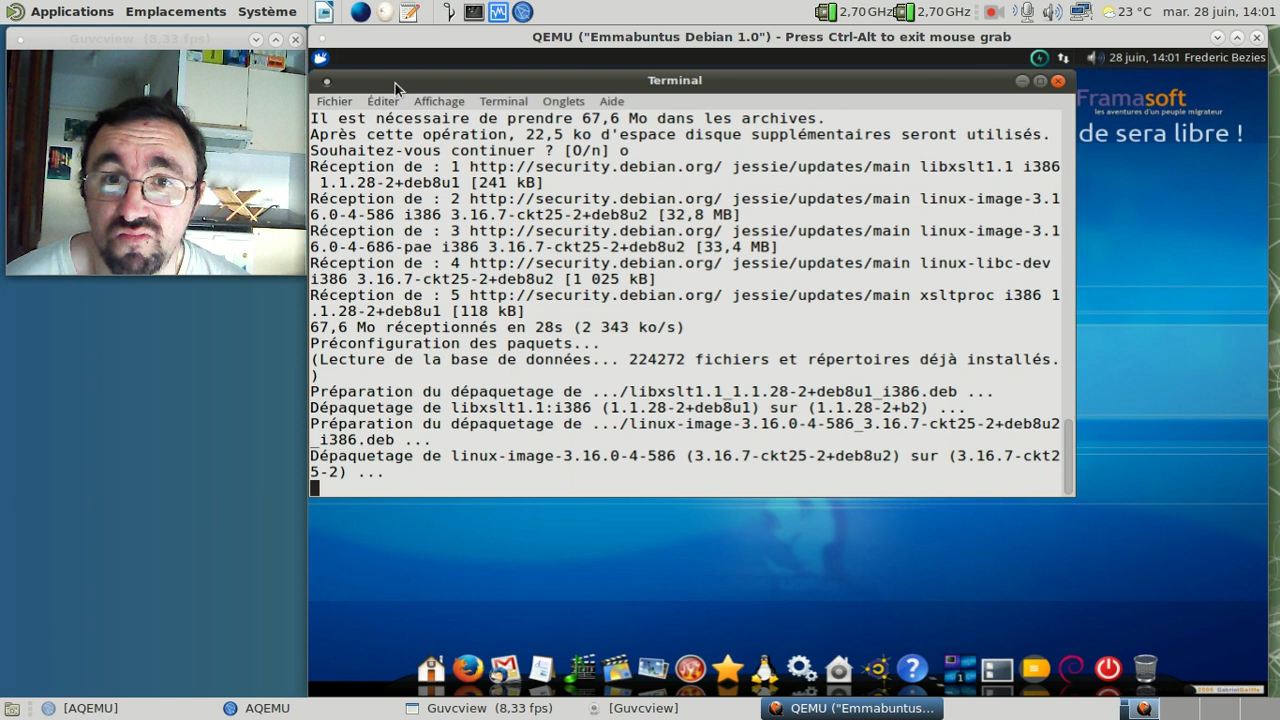 Applications Emplacements Système
2,70 GHz 2,70 GHz 23 °C mar. 28 juin, 14:01
Guvcview (8,33 fps)
QEMU ("Emmabuntus Debian 1.0") - Press Ctrl-Alt to exit mouse grab
28 juin, 14:01 Frederic Bezies
Terminal
Fichier Éditer Affichage Terminal Onglets Aide
Framasoft
les aventures d'un peuple migrateur
de sera libre !
Il est nécessaire de prendre 67,6 Mo dans les archives.
Après cette opération, 22,5 ko d'espace disque supplémentaires seront utilisés.
Souhaitez-vous continuer ? [O/n] o
Réception de : 1 http://security.debian.org/ jessie/updates/main libxslt1.1 i386
1.1.28-2+deb8u1 [241 kB]
Réception de : 2 http://security.debian.org/ jessie/updates/main linux-image-3.1
6.0-4-586 i386 3.16.7-ckt25-2+deb8u2 [32,8 MB]
Réception de : 3 http://security.debian.org/ jessie/updates/main linux-image-3.1
6.0-4-686-pae i386 3.16.7-ckt25-2+deb8u2 [33,4 MB]
Réception de : 4 http://security.debian.org/ jessie/updates/main linux-libc-dev
i386 3.16.7-ckt25-2+deb8u2 [1 025 kB]
Réception de : 5 http://security.debian.org/ jessie/updates/main xsltproc i386 1
.1.28-2+deb8u1 [118 kB]
67,6 Mo réceptionnés en 28s (2 343 ko/s)
Préconfiguration des paquets...
(Lecture de la base de données... 224272 fichiers et répertoires déjà installés.
)
Préparation du dépaquetage de .../libxslt1.1_1.1.28-2+deb8u1_i386.deb ...
Dépaquetage de libxslt1.1:i386 (1.1.28-2+deb8u1) sur (1.1.28-2+b2) ...
Préparation du dépaquetage de .../linux-image-3.16.0-4-586_3.16.7-ckt25-2+deb8u2
_i386.deb ...
Dépaquetage de linux-image-3.16.0-4-586 (3.16.7-ckt25-2+deb8u2) sur (3.16.7-ckt2
5-2) ...
[AQEMU] AQEMU Guvcview (8,33 fps) [Guvcview] QEMU ("Emmabuntus...